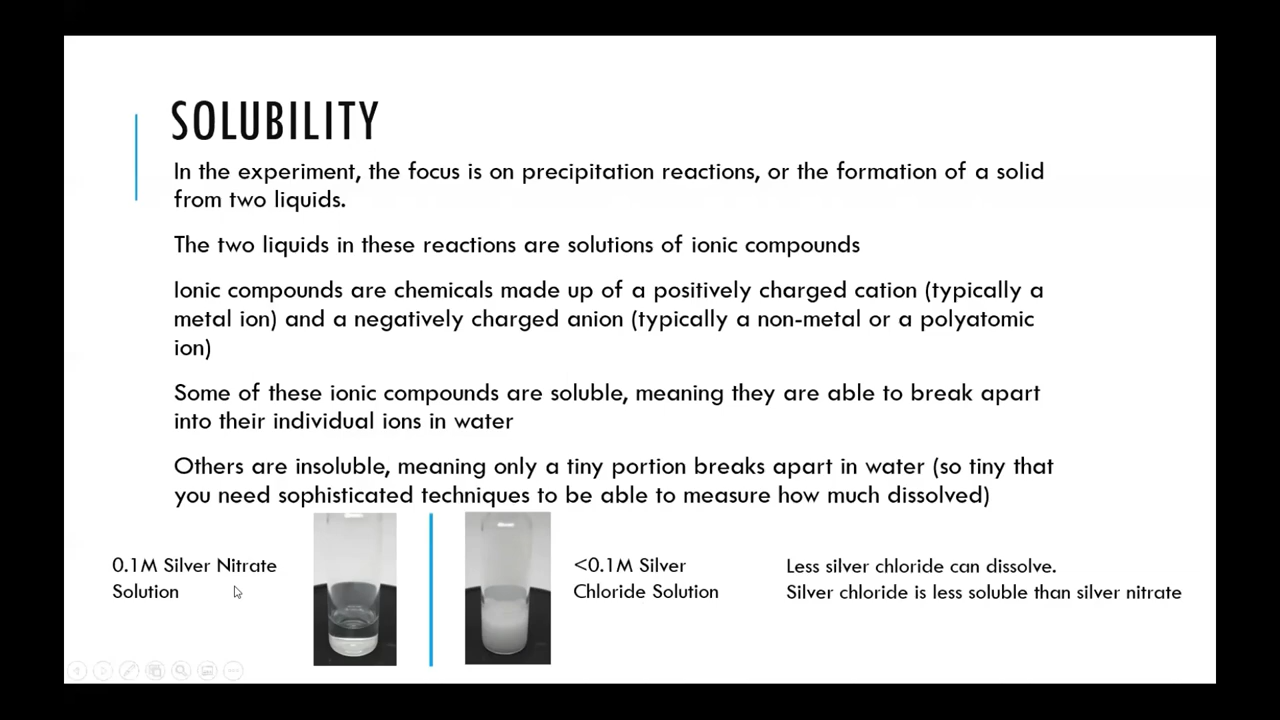 SOLUBILITY
In the experiment, the focus is on precipitation reactions, or the formation of a solid
from two liquids.
The two liquids in these reactions are solutions of ionic compounds
Ionic compounds are chemicals made up of a positively charged cation (typically a
metal ion) and a negatively charged anion (typically a non-metal or a polyatomic
ion)
Some of these ionic compounds are soluble, meaning they are able to break apart
into their individual ions in water
Others are insoluble, meaning only a tiny portion breaks apart in water (so tiny that
you need sophisticated techniques to be able to measure how much dissolved)
0.1M Silver Nitrate
Solution
<0.1M Silver
Chloride Solution
Less silver chloride can dissolve.
Silver chloride is less soluble than silver nitrate